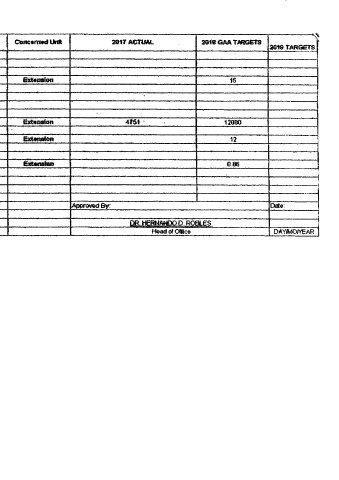 Concerned Unit 2017 ACTUAL 2018 GAA TARGETS 2019 TARGETS
Extension 15
Extension 4751 12000
Extension 12
Extension 0.86
Approved By: Date:
DR. HERNANDO D. ROBLES
Head of Office DAY/MO/YEAR